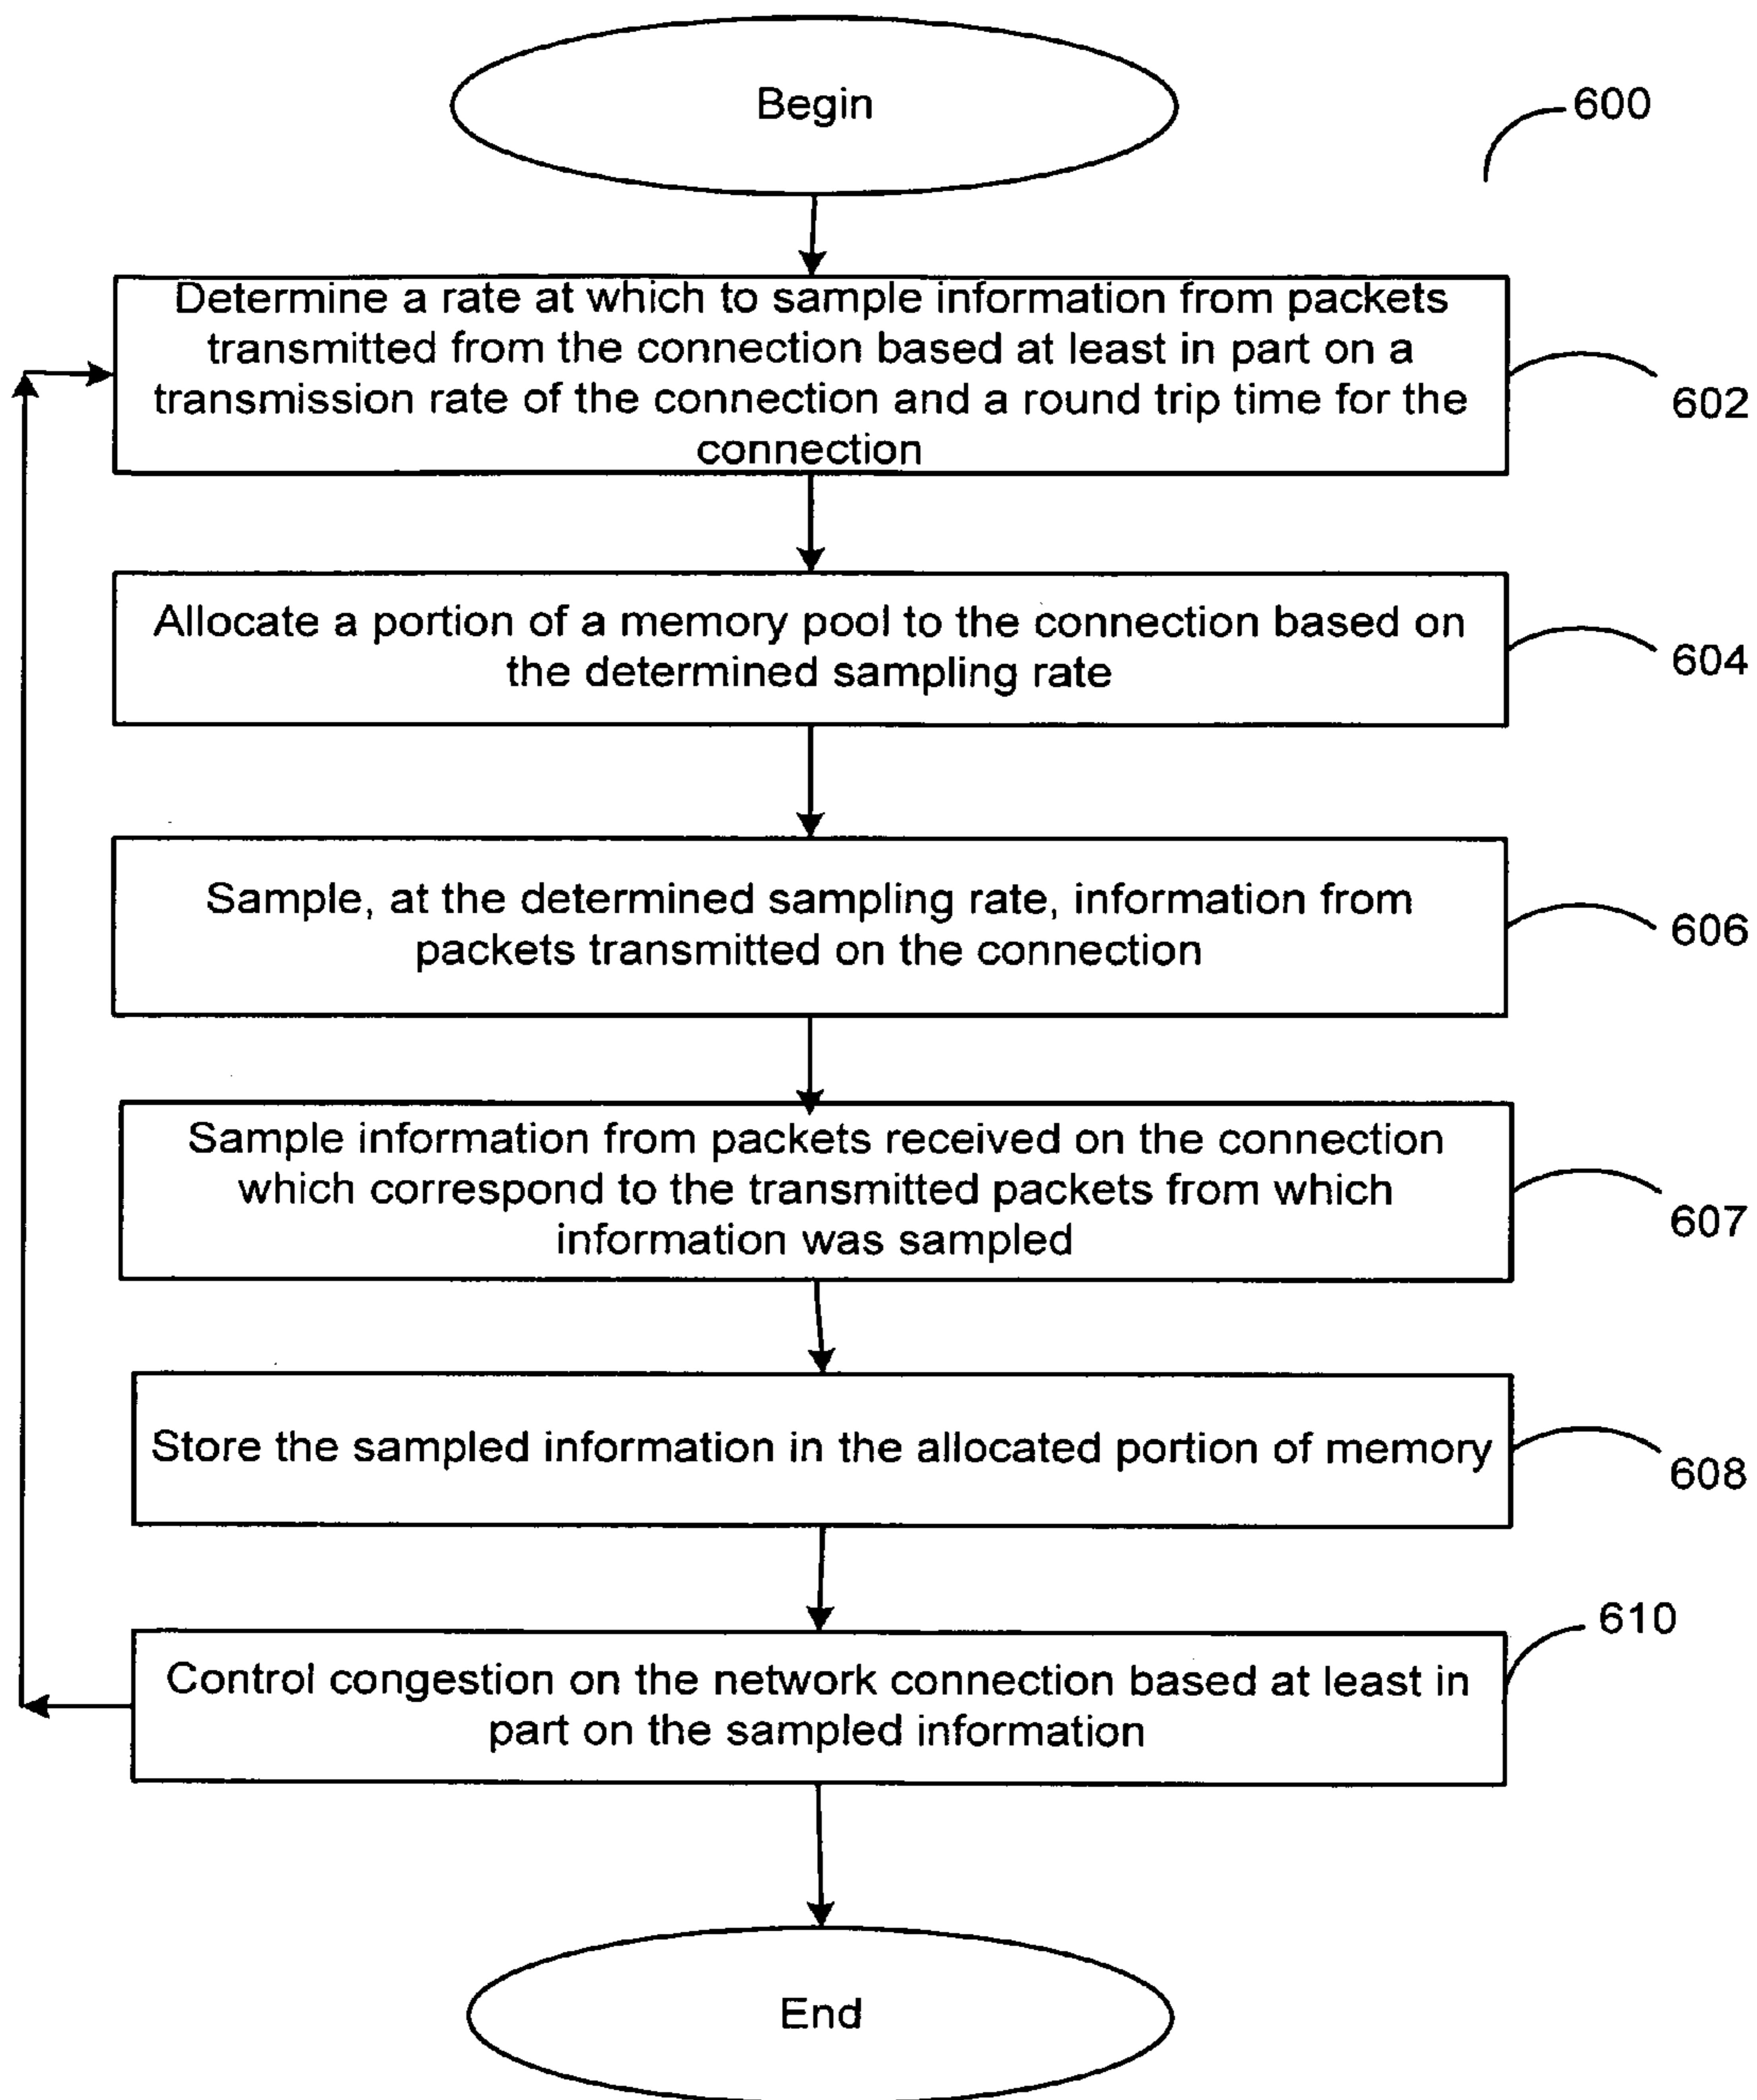 Begin
600
Determine a rate at which to sample information from packets
transmitted from the connection based at least in part on a
transmission rate of the connection and a round trip time for the
connection
602
Allocate a portion of a memory pool to the connection based on
the determined sampling rate
604
Sample, at the determined sampling rate, information from
packets transmitted on the connection
606
Sample information from packets received on the connection
which correspond to the transmitted packets from which
information was sampled
607
Store the sampled information in the allocated portion of memory
608
Control congestion on the network connection based at least in
part on the sampled information
610
End